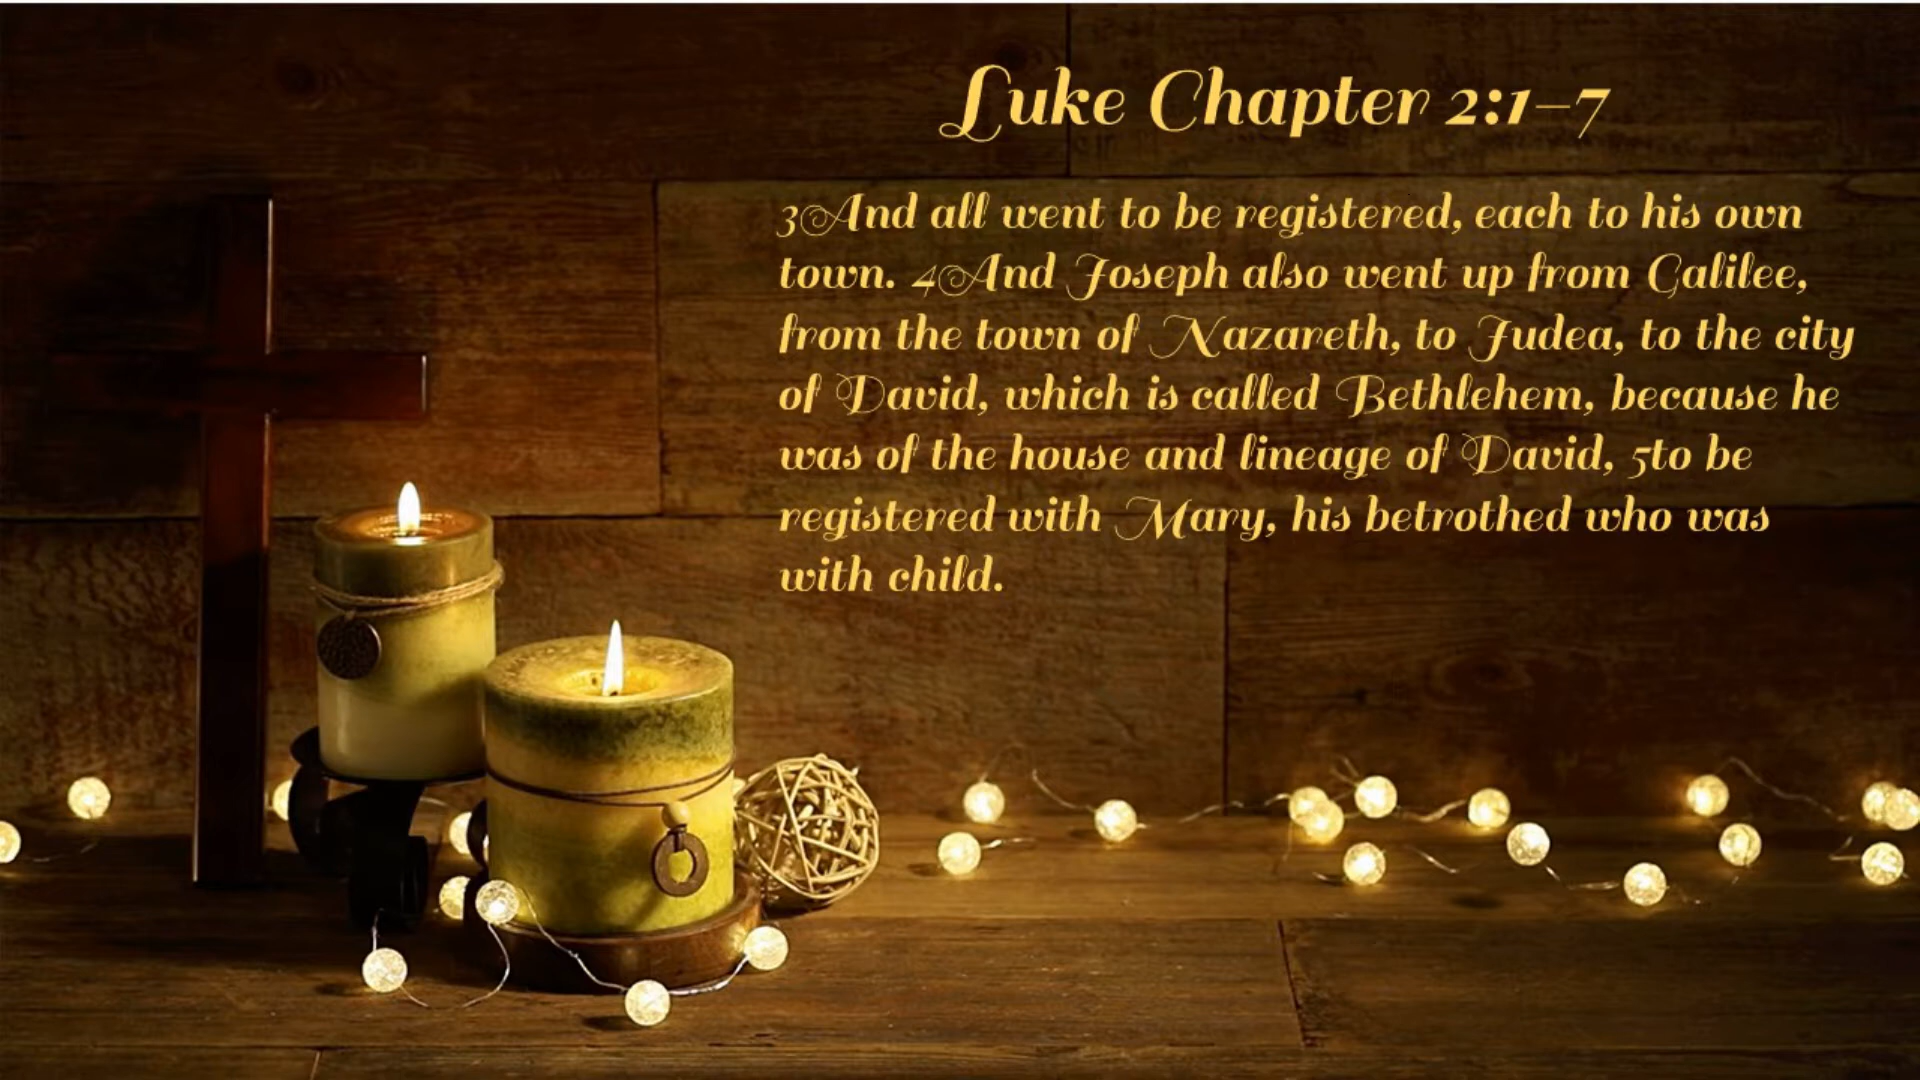 Luke Chapter 2:1–7
3And all went to be registered, each to his own
town. 4And Joseph also went up from Galilee,
from the town of Nazareth, to Judea, to the city
of David, which is called Bethlehem, because he
was of the house and lineage of David, 5to be
registered with Mary, his betrothed who was
with child.